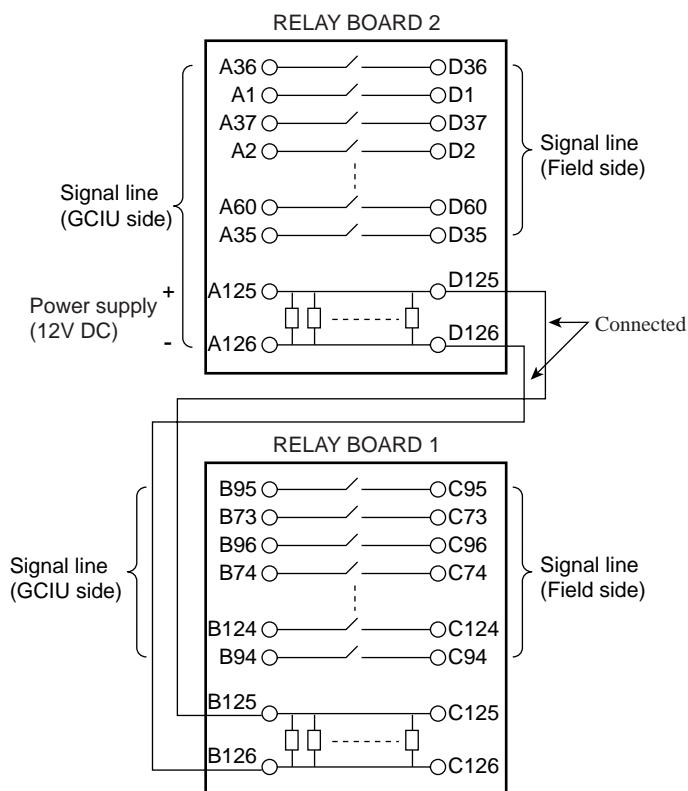 RELAY BOARD 2
A36 D36
A1 D1
A37 D37
A2 D2
A60 D60
A35 D35
Signal line
(GCIU side)
Signal line
(Field side)
A125 D125
A126 D126
Power supply
(12V DC)
+
-
Connected
RELAY BOARD 1
B95 C95
B73 C73
B96 C96
B74 C74
B124 C124
B94 C94
Signal line
(GCIU side)
Signal line
(Field side)
B125 C125
B126 C126